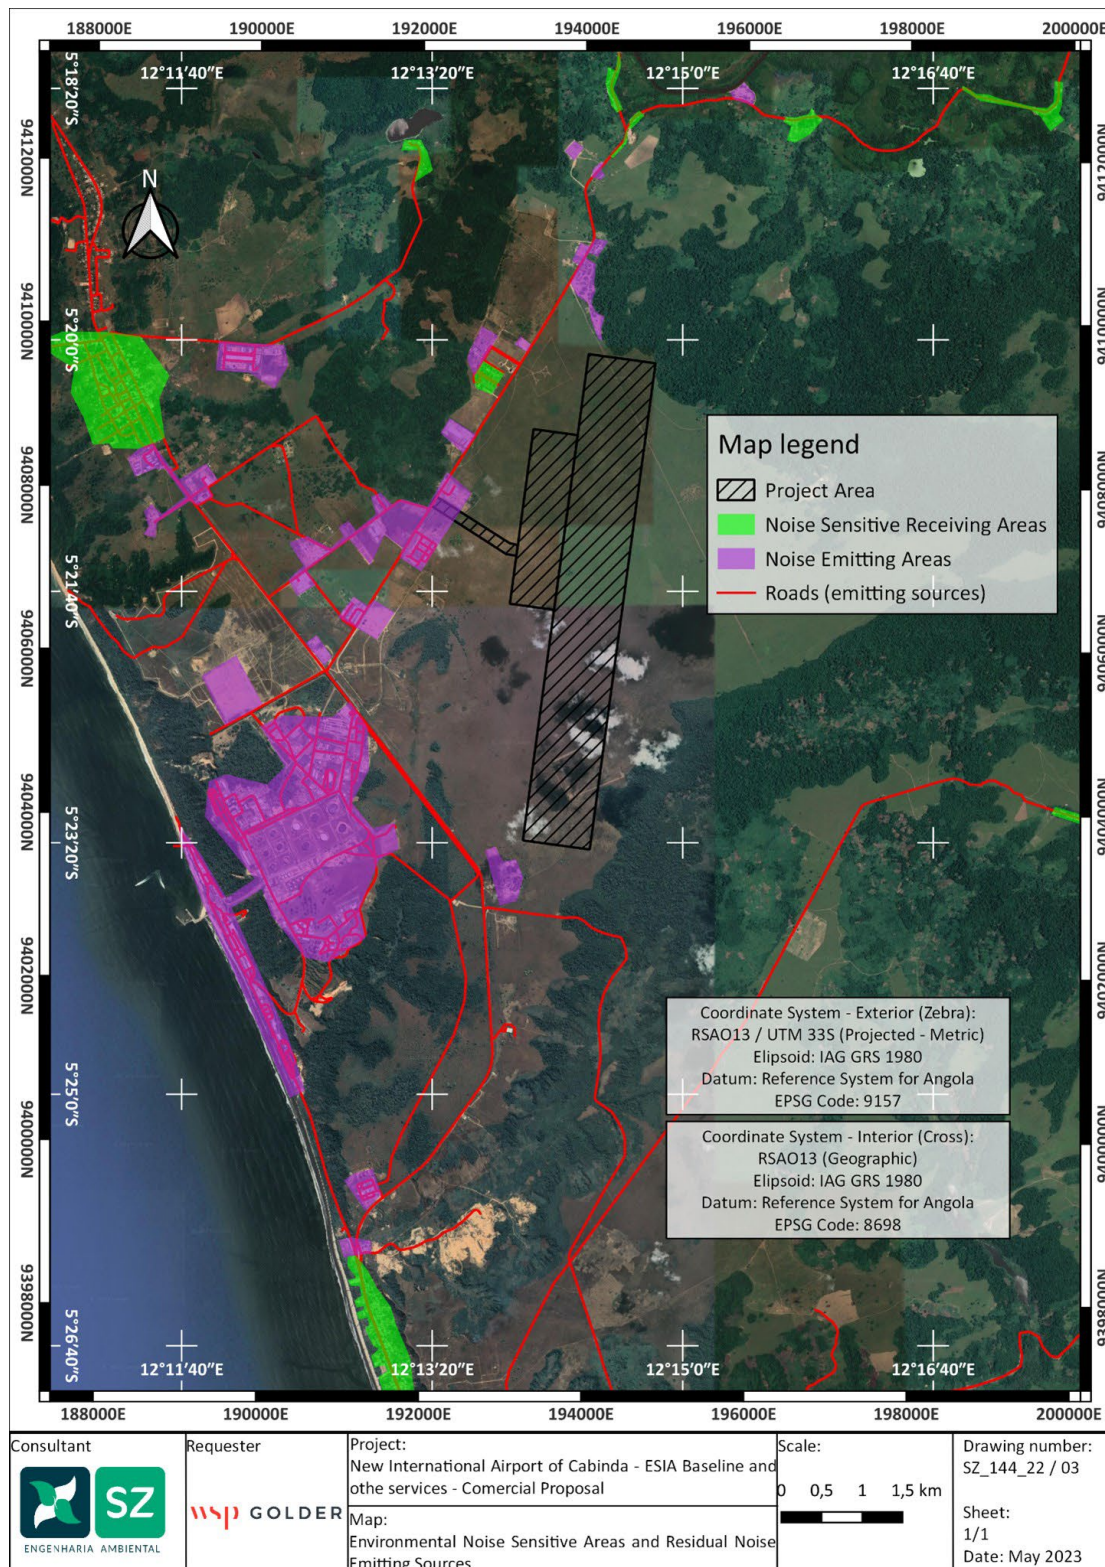 188000E 190000E 192000E 194000E 196000E 198000E 200000E
12°11'40"E 12°13'20"E 12°15'0"E 12°16'40"E
5°18'20"S
9412000N 9412000N
N
9410000N 9410000N
5°20'0"S
Map legend
Project Area
Noise Sensitive Receiving Areas
Noise Emitting Areas
Roads (emitting sources)
9408000N 9408000N
5°21'40"S
9406000N 9406000N
9404000N 9404000N
5°23'20"S
9402000N 9402000N
Coordinate System - Exterior (Zebra):
RSAO13 / UTM 33S (Projected - Metric)
Elipsoid: IAG GRS 1980
Datum: Reference System for Angola
EPSG Code: 9157
5°25'0"S
9400000N 9400000N
Coordinate System - Interior (Cross):
RSAO13 (Geographic)
Elipsoid: IAG GRS 1980
Datum: Reference System for Angola
EPSG Code: 8698
9398000N 9398000N
5°26'40"S
12°11'40"E 12°13'20"E 12°15'0"E 12°16'40"E
188000E 190000E 192000E 194000E 196000E 198000E 200000E
Consultant
SZ
ENGENHARIA AMBIENTAL
Requester
wsp GOLDER
Project:
New International Airport of Cabinda - ESIA Baseline and
othe services - Comercial Proposal
Map:
Environmental Noise Sensitive Areas and Residual Noise
Emitting Sources
Scale:
0 0,5 1 1,5 km
Drawing number:
SZ_144_22 / 03
Sheet:
1/1
Date: May 2023